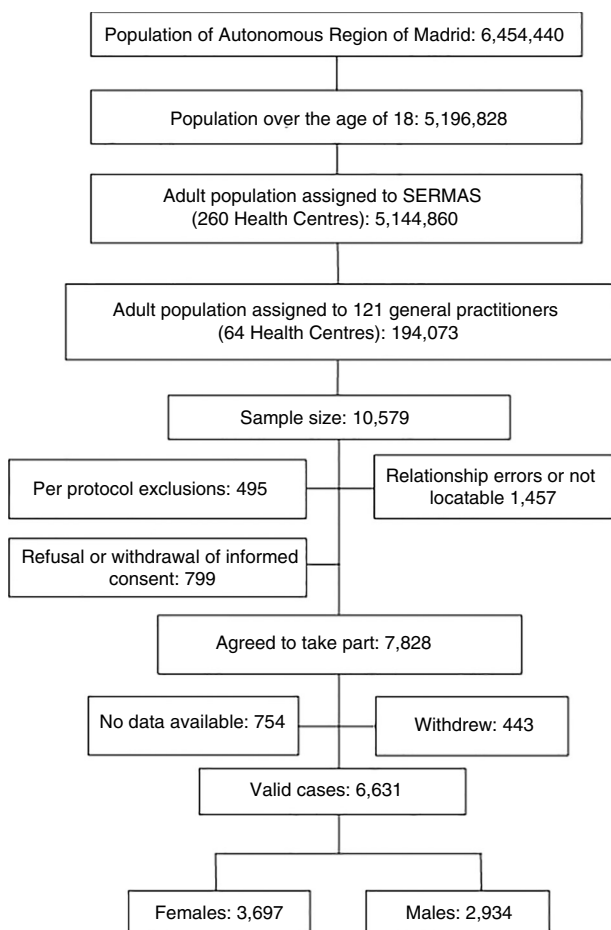 Population of Autonomous Region of Madrid: 6,454,440
Population over the age of 18: 5,196,828
Adult population assigned to SERMAS
(260 Health Centres): 5,144,860
Adult population assigned to 121 general practitioners
(64 Health Centres): 194,073
Sample size: 10,579
Per protocol exclusions: 495
Relationship errors or not
locatable 1,457
Refusal or withdrawal of informed
consent: 799
Agreed to take part: 7,828
No data available: 754
Withdrew: 443
Valid cases: 6,631
Females: 3,697
Males: 2,934